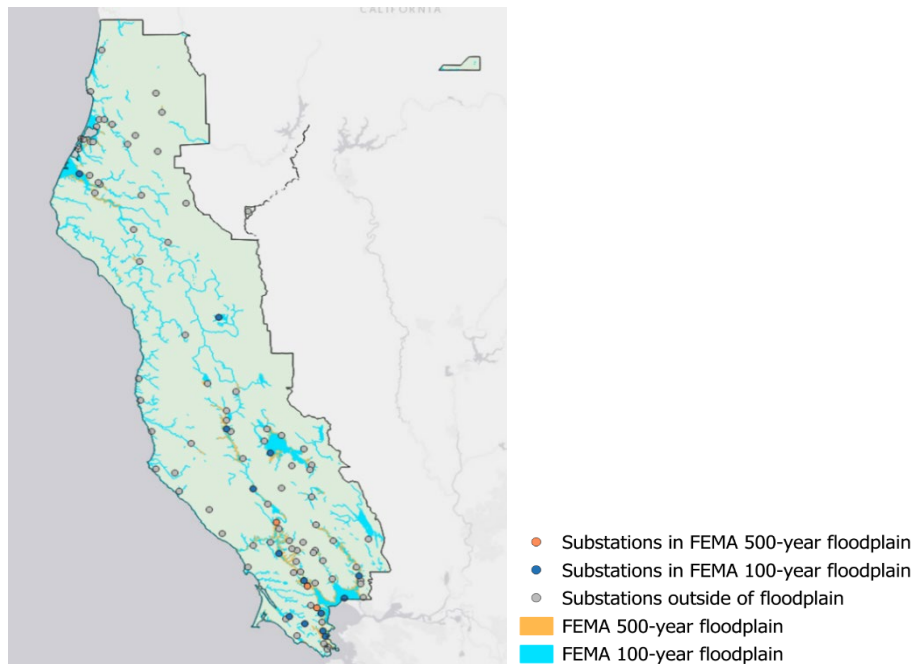 CALIFORNIA
Substations in FEMA 500-year floodplain
Substations in FEMA 100-year floodplain
Substations outside of floodplain
FEMA 500-year floodplain
FEMA 100-year floodplain